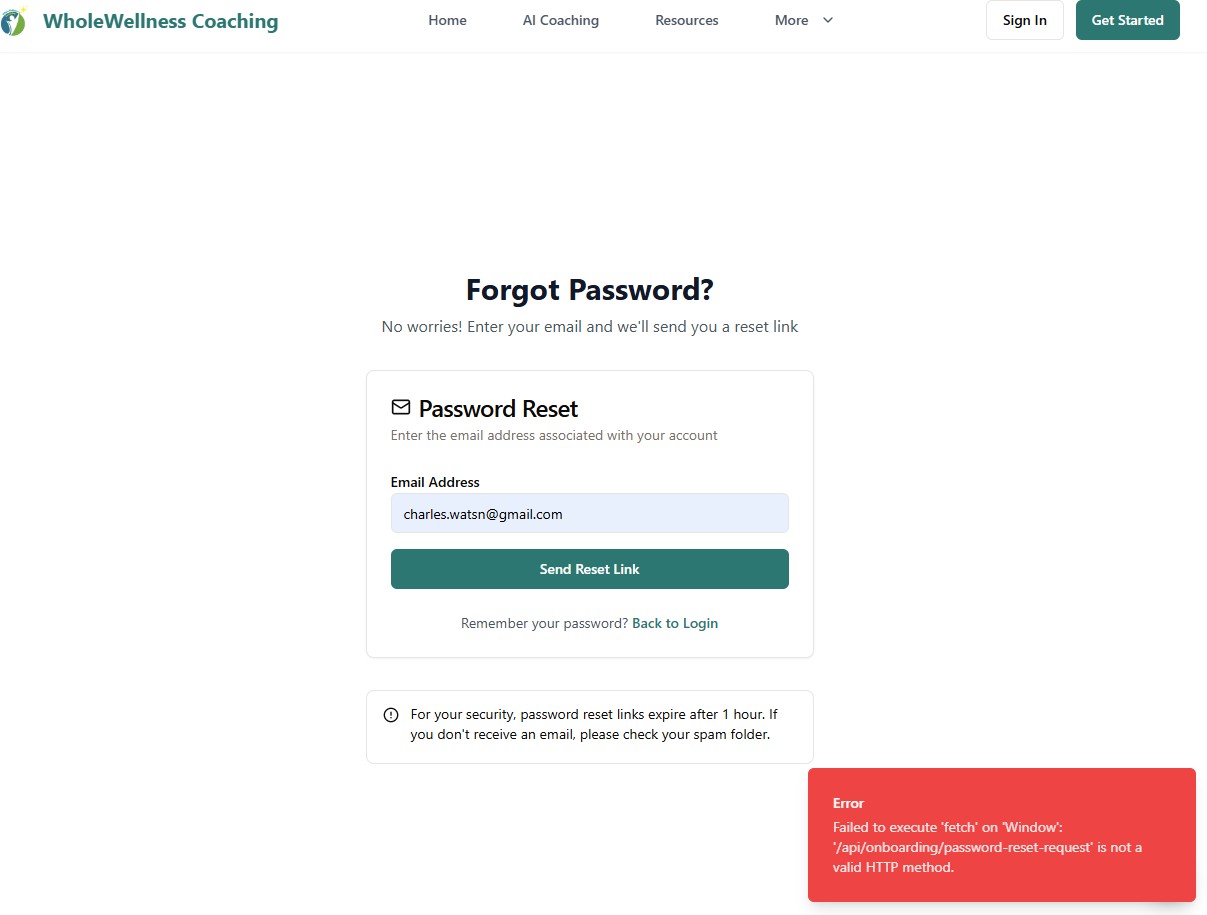 WholeWellness Coaching
Home
AI Coaching
Resources
More
Sign In
Get Started
Forgot Password?
No worries! Enter your email and we'll send you a reset link
Password Reset
Enter the email address associated with your account
Email Address
charles.watsn@gmail.com
Send Reset Link
Remember your password? Back to Login
For your security, password reset links expire after 1 hour. If
you don't receive an email, please check your spam folder.
Error
Failed to execute 'fetch' on 'Window':
'/api/onboarding/password-reset-request' is not a
valid HTTP method.